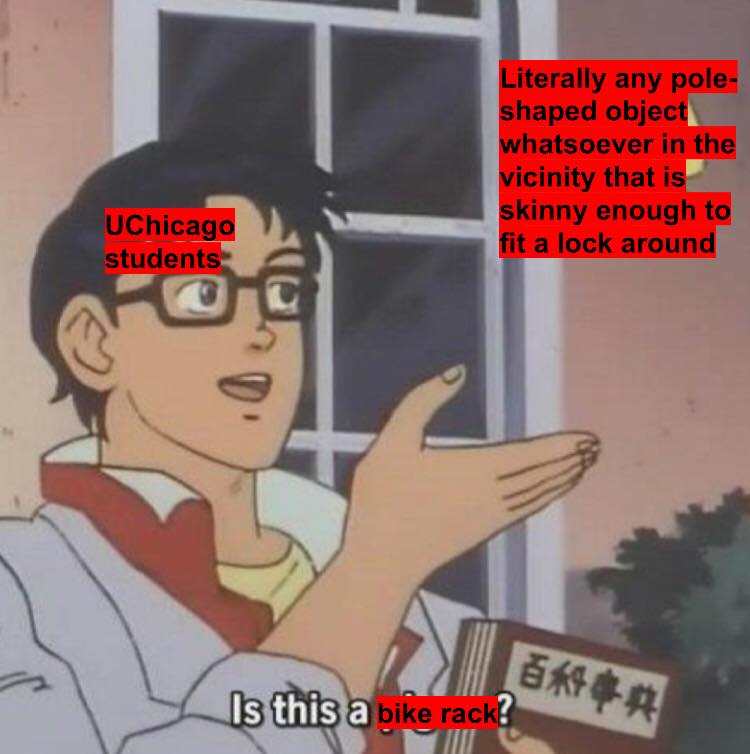 Literally any pole-
shaped object
whatsoever in the
vicinity that is
skinny enough to
fit a lock around
UChicago
students
百科事典
Is this a bike rack?